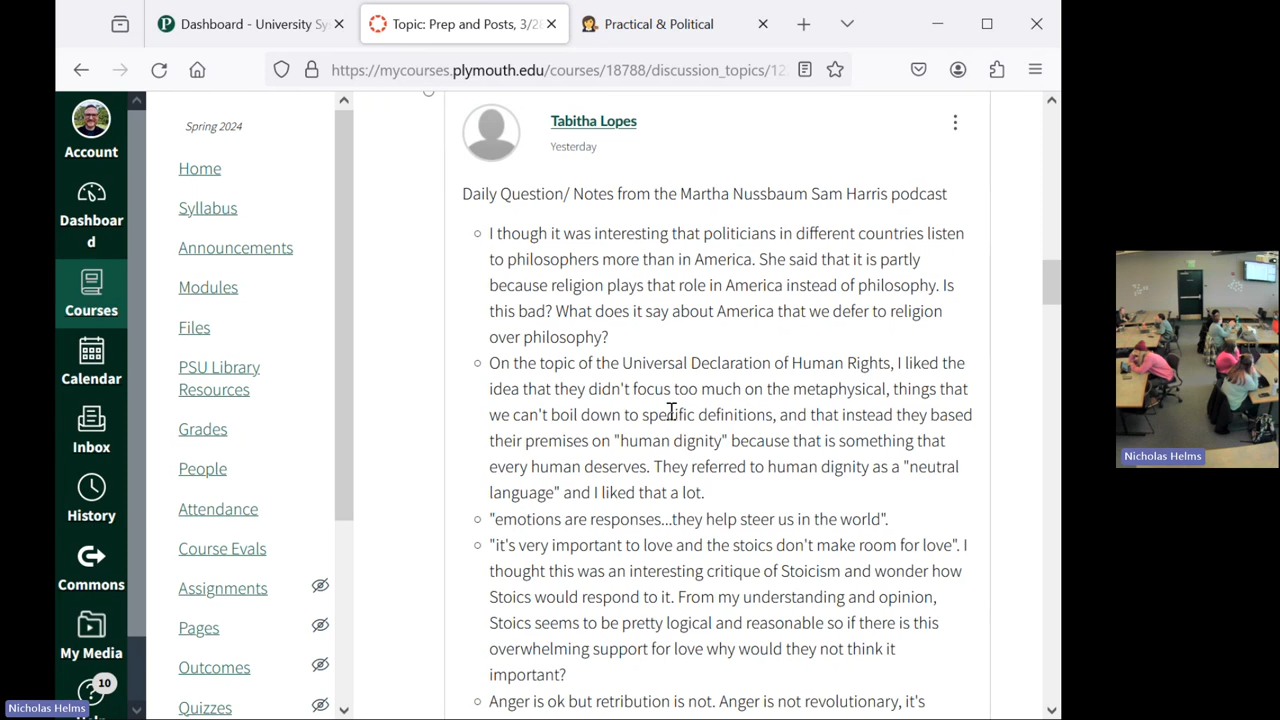 Dashboard - University Sy
Topic: Prep and Posts, 3/2
Practical & Political
https://mycourses.plymouth.edu/courses/18788/discussion_topics/12
Account
Dashboar
d
Courses
Calendar
Inbox
History
Commons
My Media
10
Nicholas Helms
Spring 2024
Home
Syllabus
Announcements
Modules
Files
PSU Library
Resources
Grades
People
Attendance
Course Evals
Assignments
Pages
Outcomes
Quizzes
Tabitha Lopes
Yesterday
Daily Question/ Notes from the Martha Nussbaum Sam Harris podcast
I though it was interesting that politicians in different countries listen
to philosophers more than in America. She said that it is partly
because religion plays that role in America instead of philosophy. Is
this bad? What does it say about America that we defer to religion
over philosophy?
On the topic of the Universal Declaration of Human Rights, I liked the
idea that they didn't focus too much on the metaphysical, things that
we can't boil down to specific definitions, and that instead they based
their premises on "human dignity" because that is something that
every human deserves. They referred to human dignity as a "neutral
language" and I liked that a lot.
"emotions are responses...they help steer us in the world".
"it's very important to love and the stoics don't make room for love". I
thought this was an interesting critique of Stoicism and wonder how
Stoics would respond to it. From my understanding and opinion,
Stoics seems to be pretty logical and reasonable so if there is this
overwhelming support for love why would they not think it
important?
Anger is ok but retribution is not. Anger is not revolutionary, it's
Nicholas Helms